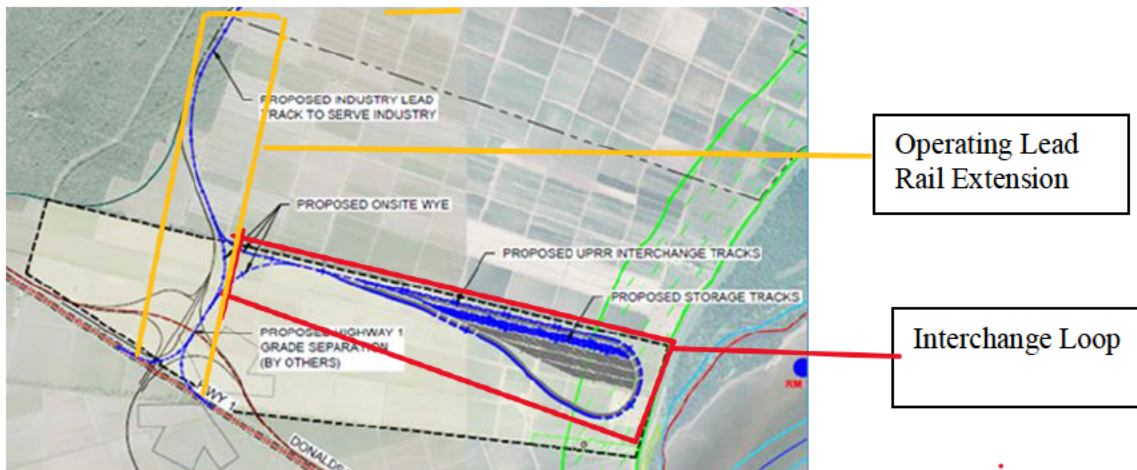 PROPOSED INDUSTRY LEAD
TRACK TO SERVE INDUSTRY
PROPOSED ONSITE WYE
PROPOSED UPRR INTERCHANGE TRACKS
PROPOSED STORAGE TRACKS
PROPOSED HIGHWAY 1
GRADE SEPARATION
(BY OTHERS)
HWY 1
RM
Operating Lead
Rail Extension
Interchange Loop